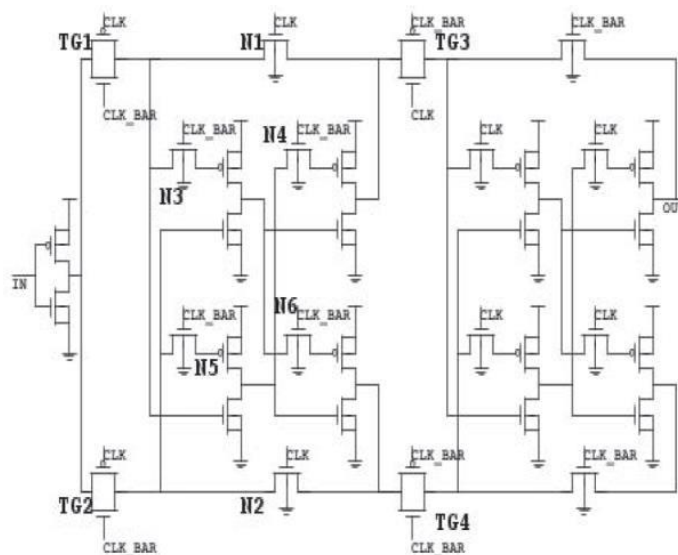 CLK CLK CLK_BAR CLK_BAR
TG1 N1 TG3
CLK_BAR CLK
CLK_BAR N4 CLK_BAR CLK CLK
N3
OU
IN
N6
CLK_BAR CLK_BAR CLK CLK
N5
CLK CLK CLK_BAR CLK_BAR
TG2 N2 TG4
CLK_BAR CLK